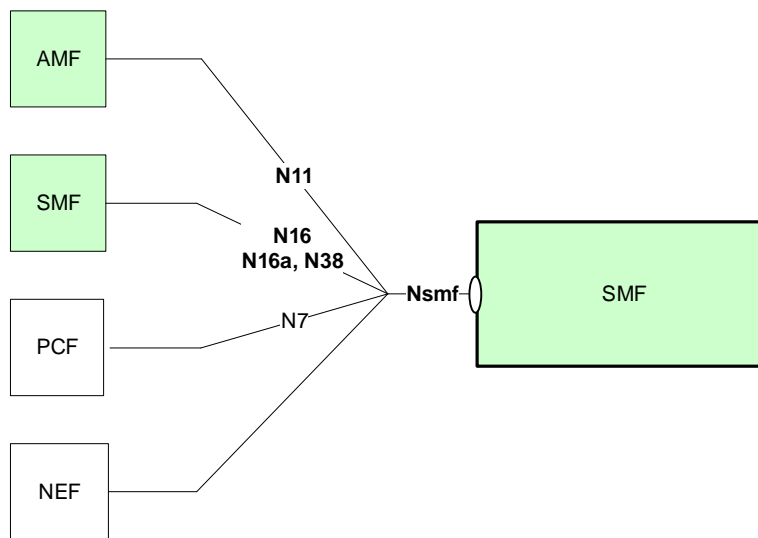 AMF
N11
SMF
N16
N16a, N38
Nsmf
SMF
N7
PCF
NEF